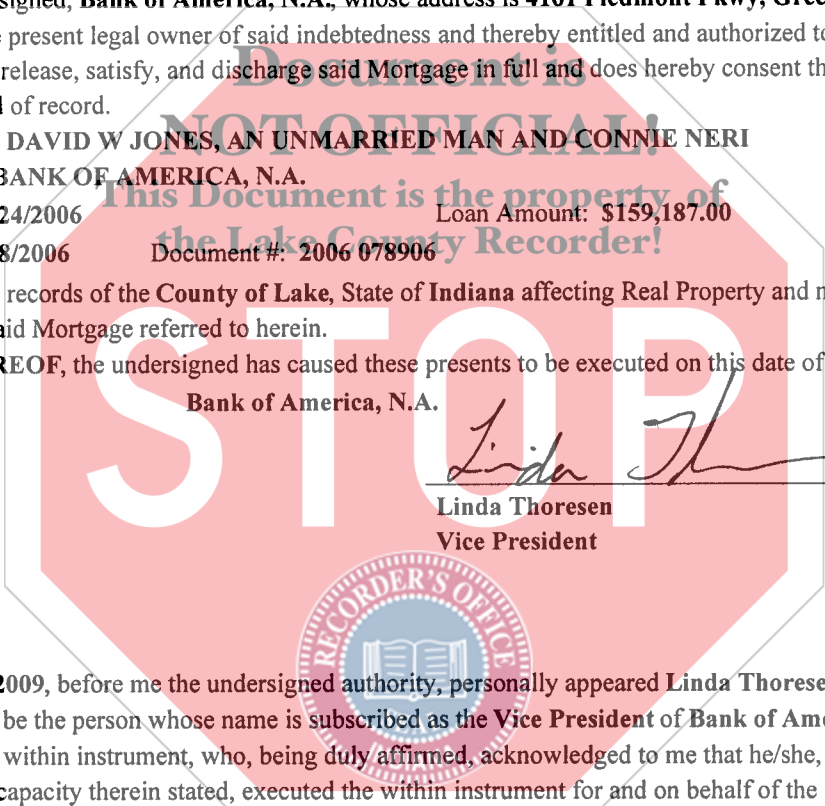 signed, Bank of America, N.A., whose address is 4161 Piedmont Pkwy, Gree
e present legal owner of said indebtedness and thereby entitled and authorized to
release, satisfy, and discharge said Mortgage in full and does hereby consent th
Document is
l of record.
NOT OFFICIAL!
DAVID W JONES, AN UNMARRIED MAN AND CONNIE NERI
BANK OF AMERICA, N.A.
This Document is the property of
24/2006 Loan Amount: $159,187.00
the Lake County Recorder!
8/2006 Document #: 2006 078906
records of the County of Lake, State of Indiana affecting Real Property and
aid Mortgage referred to herein.
REOF, the undersigned has caused these presents to be executed on this date of
STOP
Bank of America, N.A.
Linda Th
Linda Thoresen
Vice President
RECORDER'S OFFICE
2009, before me the undersigned authority, personally appeared Linda Thorese
be the person whose name is subscribed as the Vice President of Bank of Ame
within instrument, who, being duly affirmed, acknowledged to me that he/she,
capacity therein stated, executed the within instrument for and on behalf of the